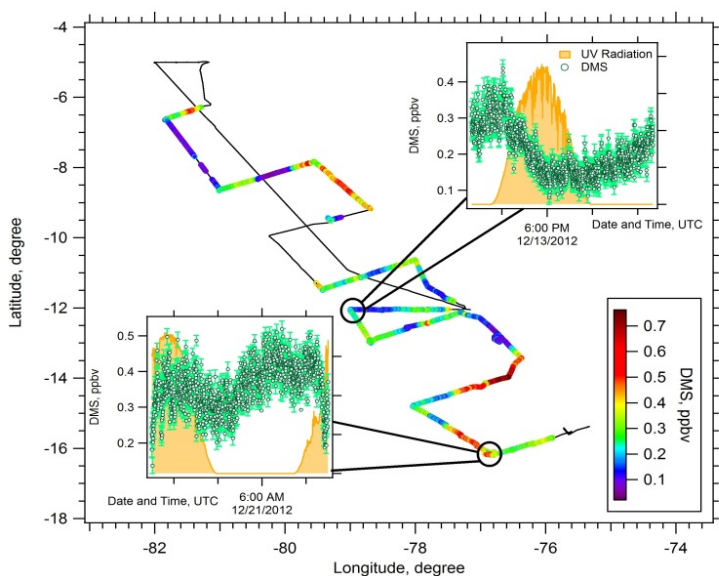 -4
-6
-8
-10
-12
-14
-16
-18
Latitude, degree
-82
-80
-78
-76
-74
Longitude, degree
UV Radiation
DMS
0.4
0.3
0.2
0.1
DMS, ppbv
6:00 PM
12/13/2012
Date and Time, UTC
0.5
0.4
0.3
0.2
DMS, ppbv
Date and Time, UTC
6:00 AM
12/21/2012
0.7
0.6
0.5
0.4
0.3
0.2
0.1
DMS, ppbv